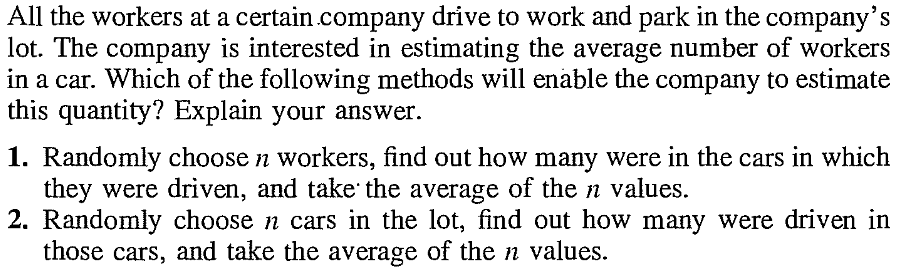 All the workers at a certain company drive to work and park in the company's
lot. The company is interested in estimating the average number of workers
in a car. Which of the following methods will enable the company to estimate
this quantity? Explain your answer.
1. Randomly choose n workers, find out how many were in the cars in which
they were driven, and take the average of the n values.
2. Randomly choose n cars in the lot, find out how many were driven in
those cars, and take the average of the n values.